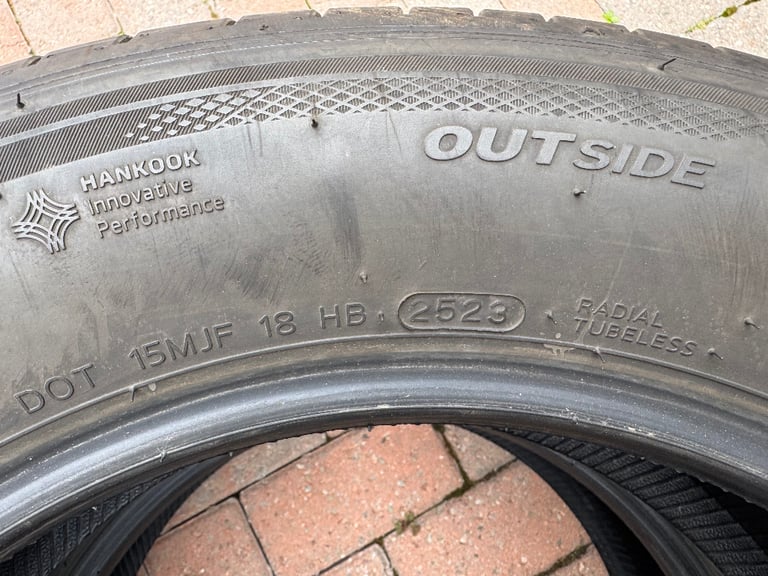 OUTSIDE
HANKOOK
Innovative
Performance
DOT 15MJF 18 HB 2523
RADIAL
TUBELESS